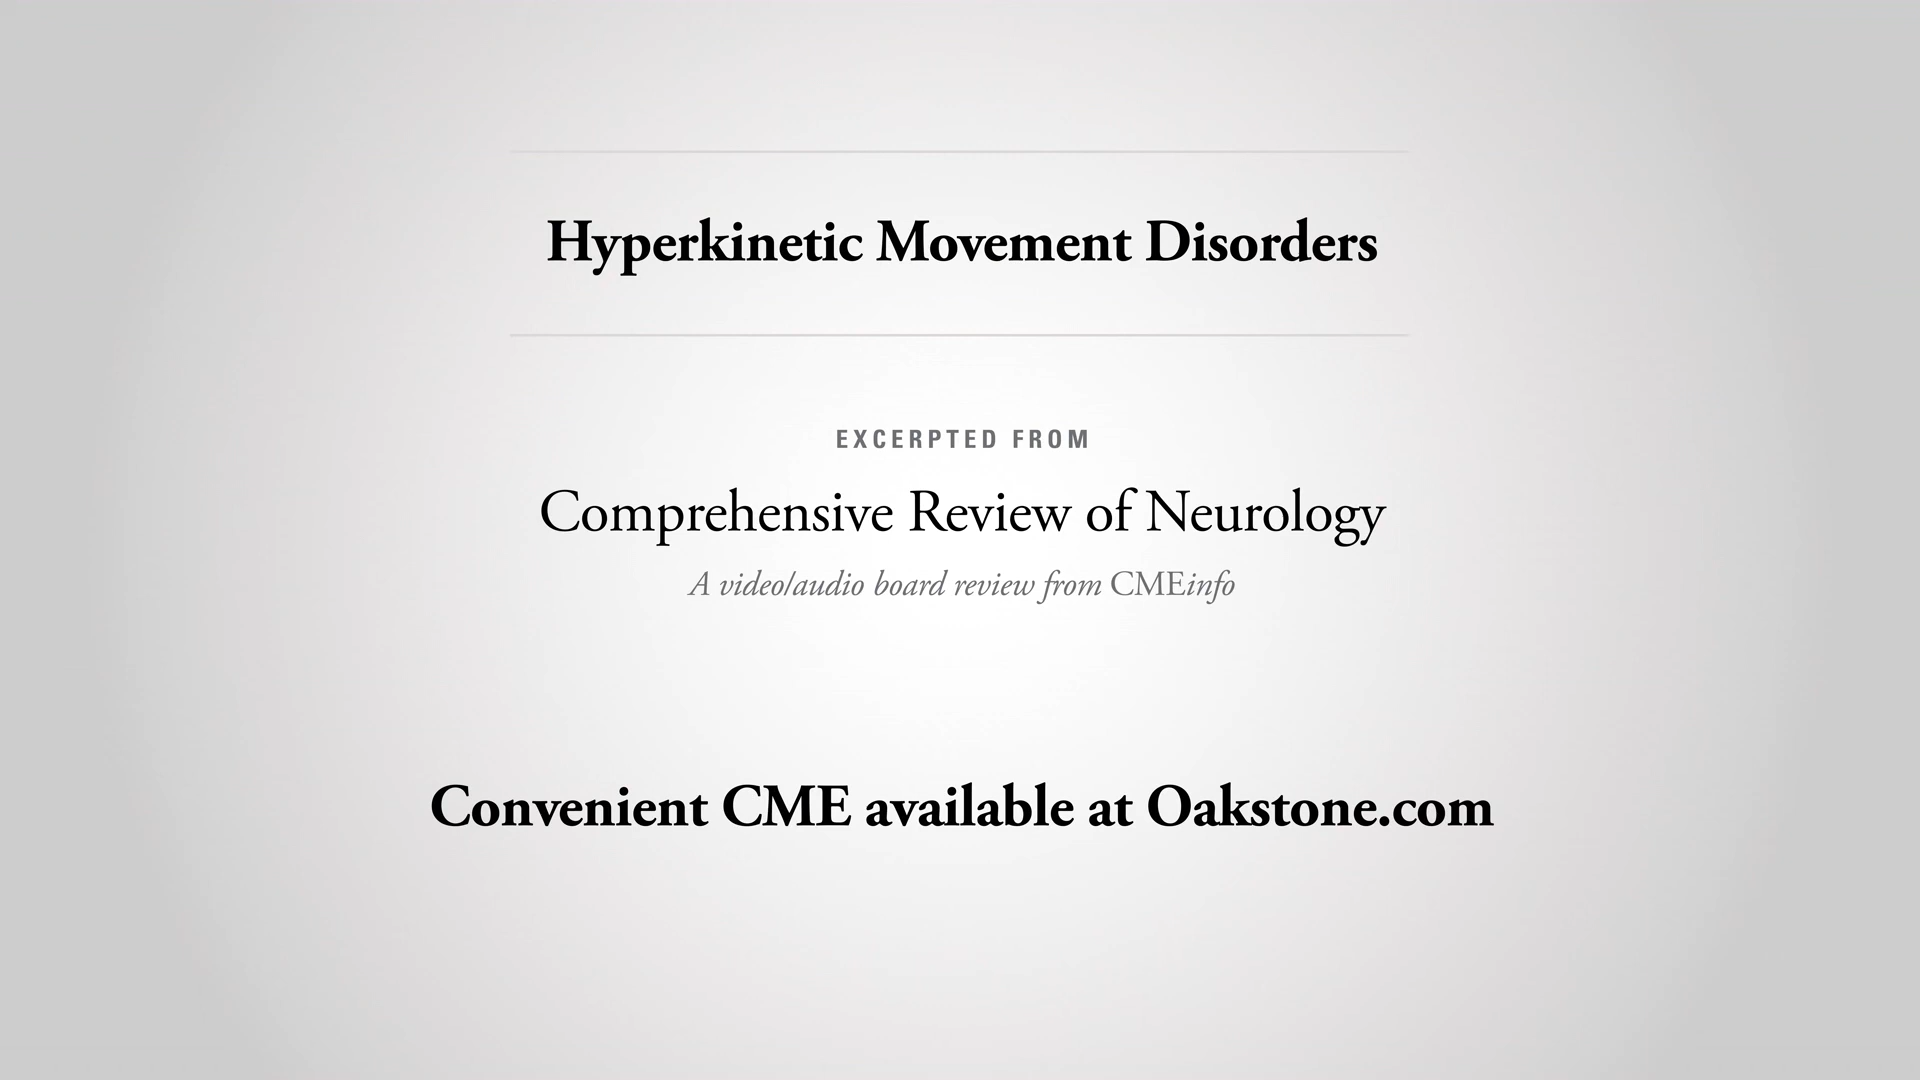 Hyperkinetic Movement Disorders
EXCERPTED FROM
Comprehensive Review of Neurology
A video/audio board review from CMEinfo
Convenient CME available at Oakstone.com